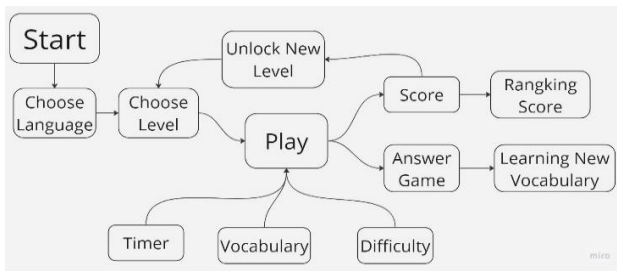 Start
Unlock New
Level
Choose
Language
Choose
Level
Score
Rangking
Score
Play
Answer
Game
Learning New
Vocabulary
Timer
Vocabulary
Difficulty
miro